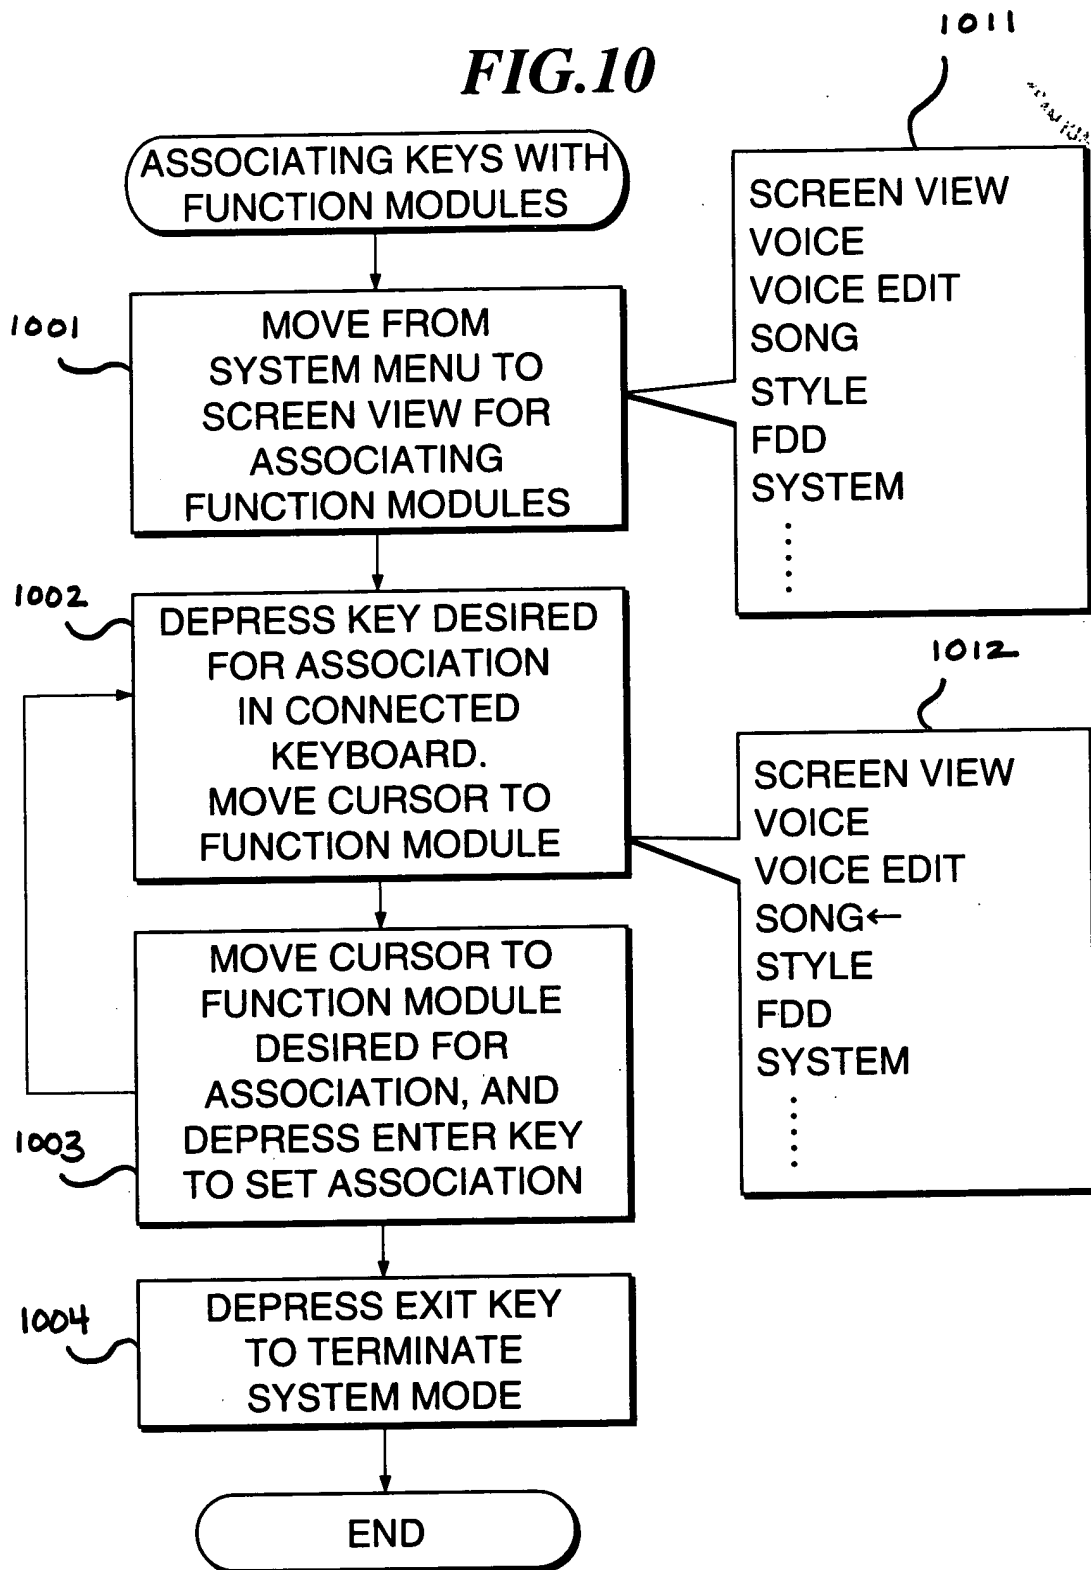 FIG.10
1011
ASSOCIATING KEYS WITH
FUNCTION MODULES
1001
MOVE FROM
SYSTEM MENU TO
SCREEN VIEW FOR
ASSOCIATING
FUNCTION MODULES
SCREEN VIEW
VOICE
VOICE EDIT
SONG
STYLE
FDD
SYSTEM
1002
DEPRESS KEY DESIRED
FOR ASSOCIATION
IN CONNECTED
KEYBOARD.
MOVE CURSOR TO
FUNCTION MODULE
1012
SCREEN VIEW
VOICE
VOICE EDIT
SONG←
STYLE
FDD
SYSTEM
1003
MOVE CURSOR TO
FUNCTION MODULE
DESIRED FOR
ASSOCIATION, AND
DEPRESS ENTER KEY
TO SET ASSOCIATION
1004
DEPRESS EXIT KEY
TO TERMINATE
SYSTEM MODE
END